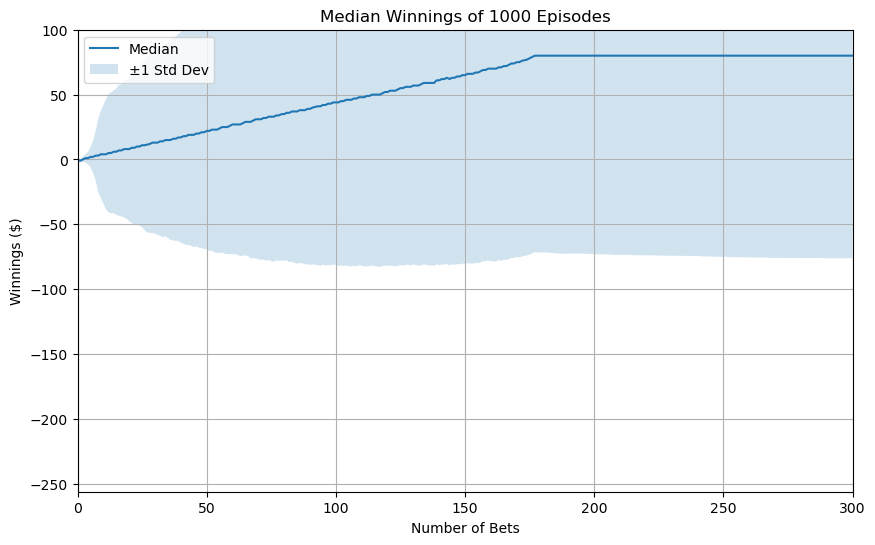 Median Winnings of 1000 Episodes
Median
±1 Std Dev
Winnings ($)
100
50
0
−50
−100
−150
−200
−250
0 50 100 150 200 250 300
Number of Bets